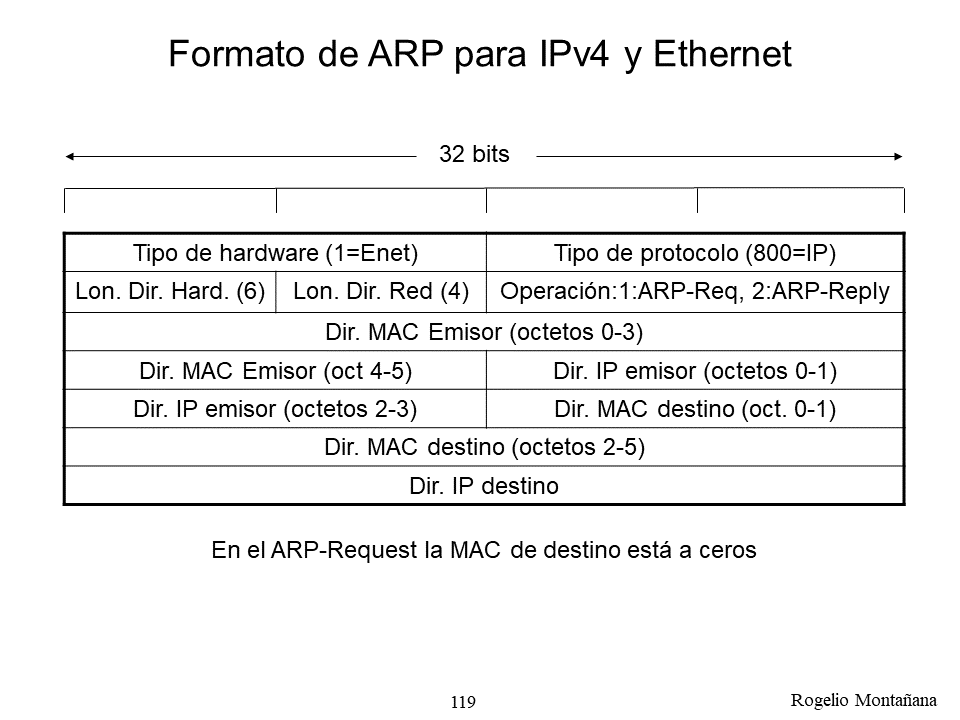 Formato de ARP para IPv4 y Ethernet
32 bits
Tipo de hardware (1=Enet)
Tipo de protocolo (800=IP)
Lon. Dir. Hard. (6)
Lon. Dir. Red (4)
Operación:1:ARP-Req, 2:ARP-Reply
Dir. MAC Emisor (octetos 0-3)
Dir. MAC Emisor (oct 4-5)
Dir. IP emisor (octetos 0-1)
Dir. IP emisor (octetos 2-3)
Dir. MAC destino (oct. 0-1)
Dir. MAC destino (octetos 2-5)
Dir. IP destino
En el ARP-Request la MAC de destino está a ceros
119
Rogelio Montañana